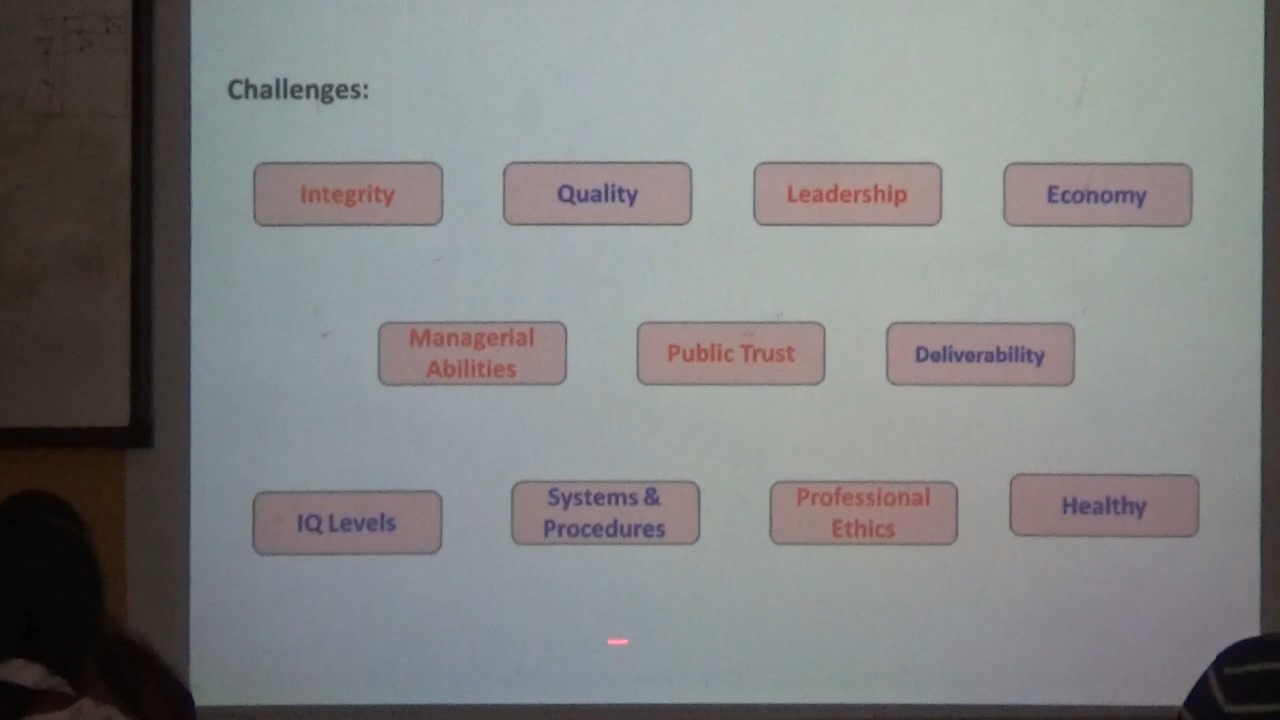 Challenges:
Integrity
Quality
Leadership
Economy
Managerial
Abilities
Public Trust
Deliverability
IQ Levels
Systems &
Procedures
Professional
Ethics
Healthy